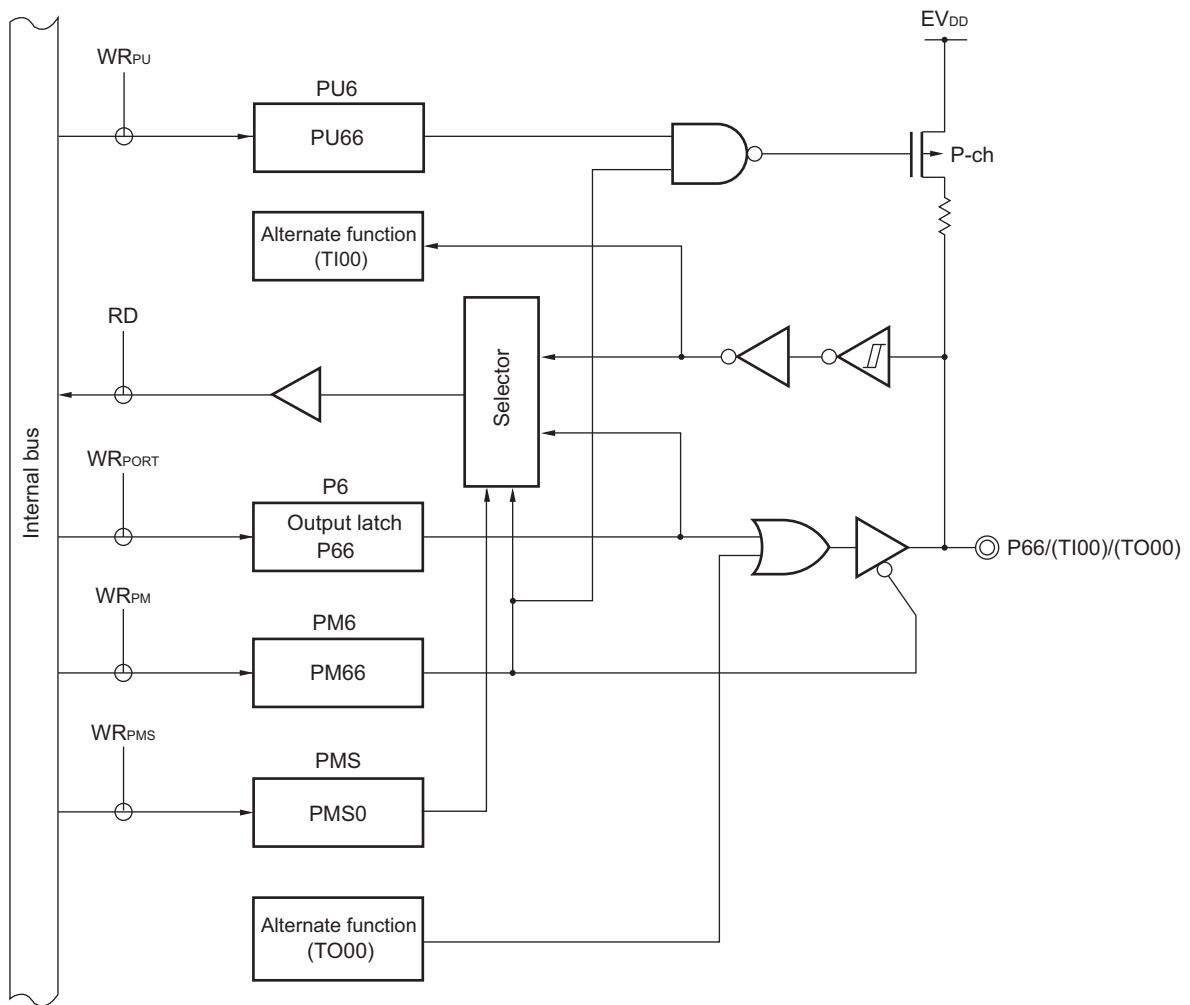 EVDD
WRPU
PU6
PU66
P-ch
Alternate function
(TI00)
RD
Selector
Internal bus
WRPORT
P6
Output latch
P66
P66/(TI00)/(TO00)
WRPM
PM6
PM66
WRPMS
PMS
PMS0
Alternate function
(TO00)